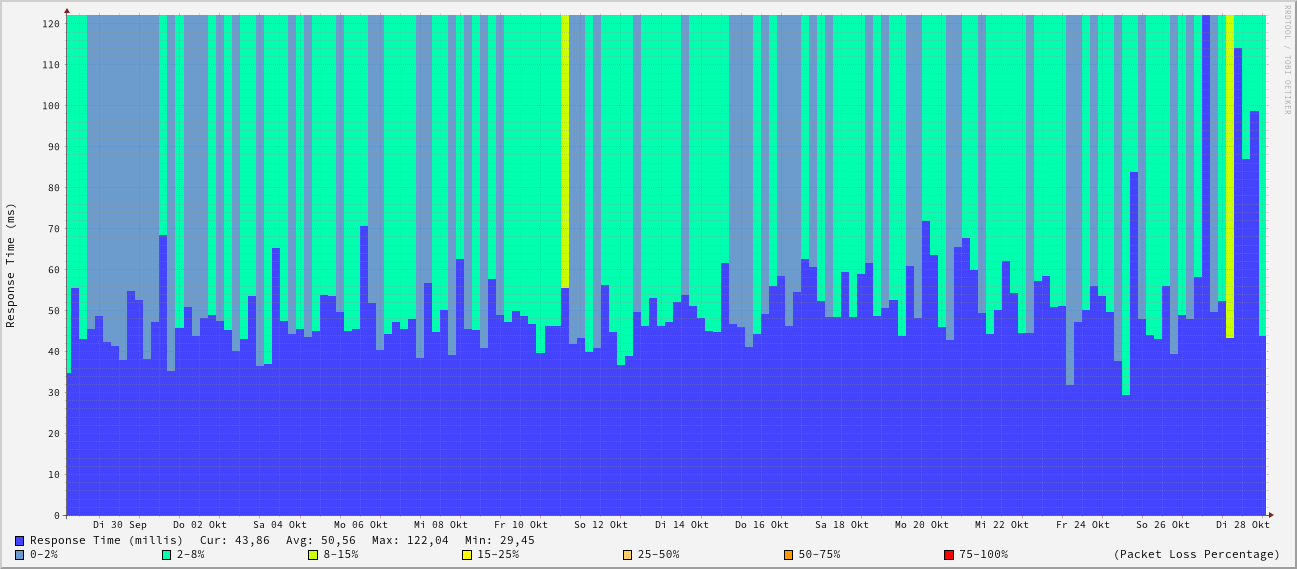 RRDTOOL / TOBI OETIKER
Response Time (ms)
120
110
100
90
80
70
60
50
40
30
20
10
0
Di 30 Sep Do 02 Okt Sa 04 Okt Mo 06 Okt Mi 08 Okt Fr 10 Okt So 12 Okt Di 14 Okt Do 16 Okt Sa 18 Okt Mo 20 Okt Mi 22 Okt Fr 24 Okt So 26 Okt Di 28 Okt
Response Time (millis) Cur: 43,86 Avg: 50,56 Max: 122,04 Min: 29,45
0-2% 2-8% 8-15% 15-25% 25-50% 50-75% 75-100% (Packet Loss Percentage)